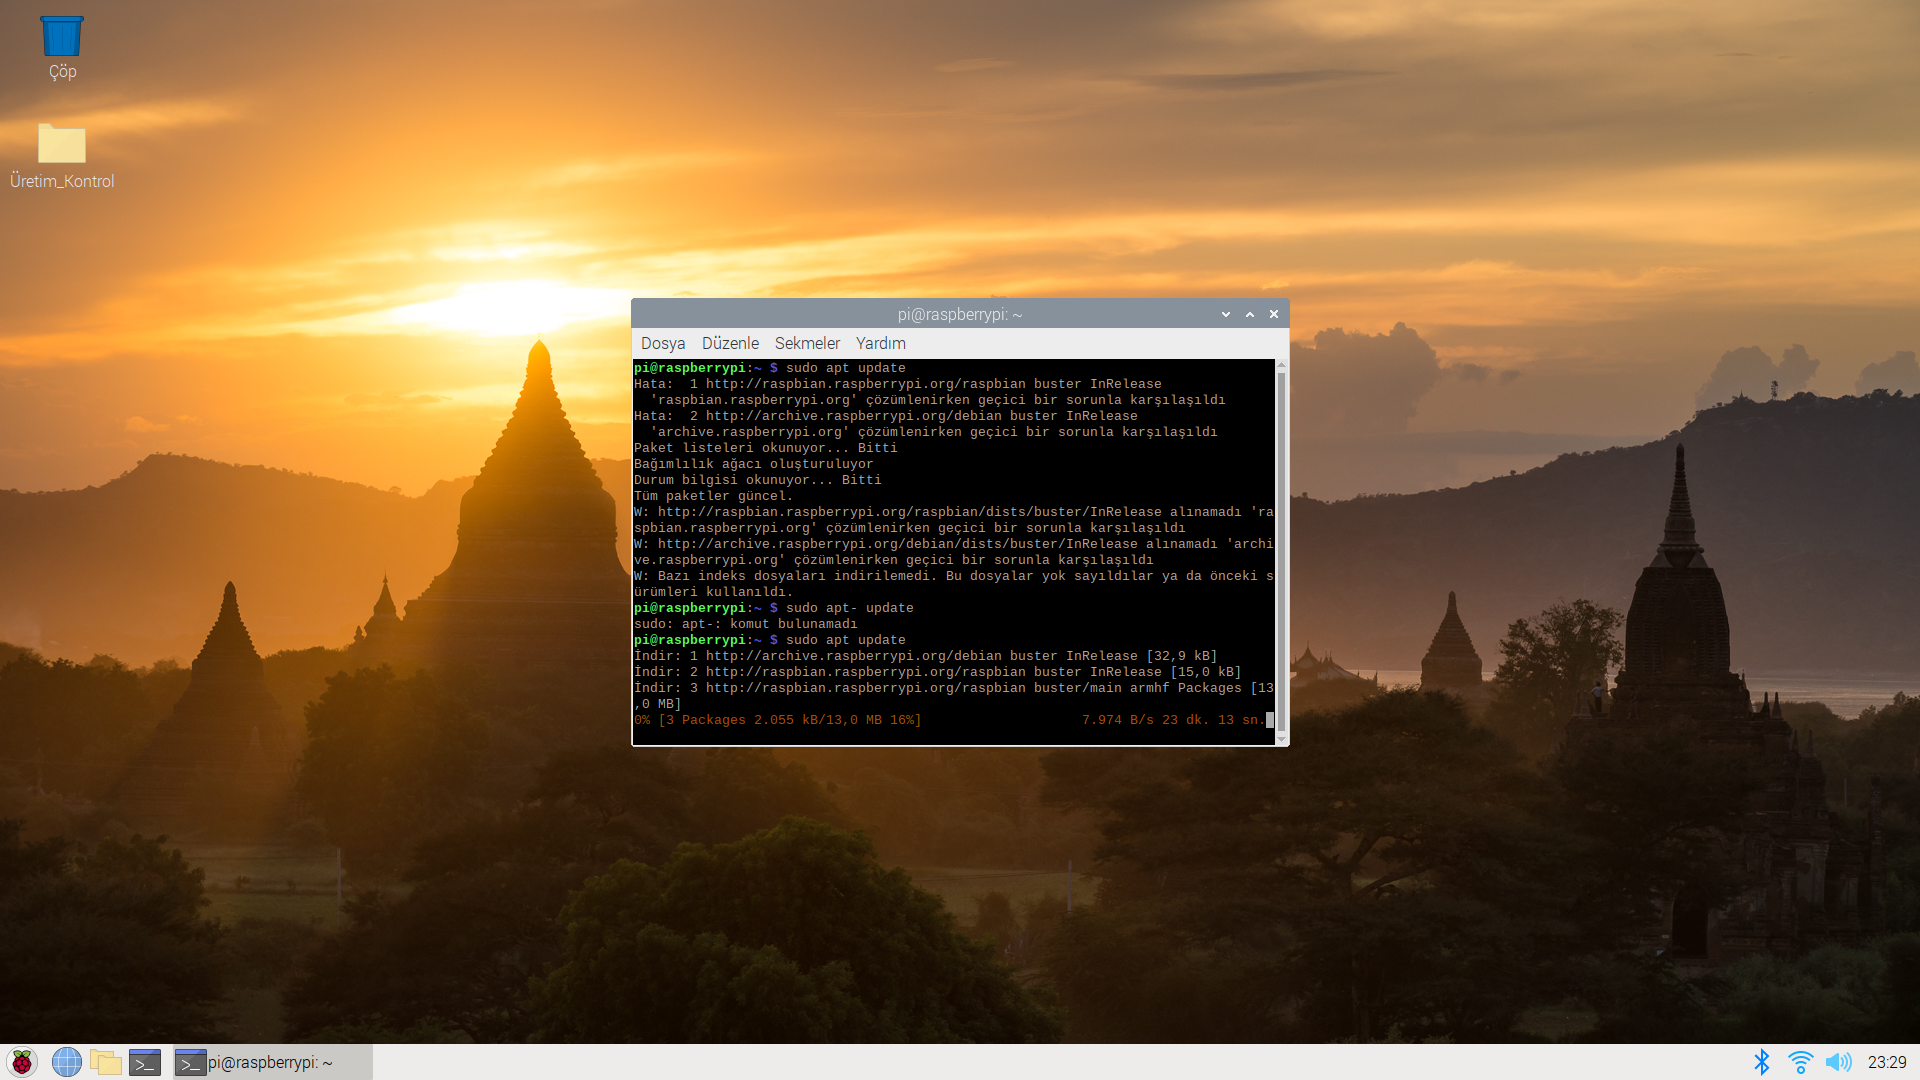 Çöp
Üretim_Kontrol
pi@raspberrypi: ~
Dosya Düzenle Sekmeler Yardım
pi@raspberrypi:~ $ sudo apt update
Hata:  1 http://raspbian.raspberrypi.org/raspbian buster InRelease
  'raspbian.raspberrypi.org' çözümlenirken geçici bir sorunla karşılaşıldı
Hata:  2 http://archive.raspberrypi.org/debian buster InRelease
  'archive.raspberrypi.org' çözümlenirken geçici bir sorunla karşılaşıldı
Paket listeleri okunuyor... Bitti
Bağımlılık ağacı oluşturuluyor
Durum bilgisi okunuyor... Bitti
Tüm paketler güncel.
W: http://raspbian.raspberrypi.org/raspbian/dists/buster/InRelease alınamadı 'ra
spbian.raspberrypi.org' çözümlenirken geçici bir sorunla karşılaşıldı
W: http://archive.raspberrypi.org/debian/dists/buster/InRelease alınamadı 'archi
ve.raspberrypi.org' çözümlenirken geçici bir sorunla karşılaşıldı
W: Bazı indeks dosyaları indirilemedi. Bu dosyalar yok sayıldılar ya da önceki s
ürümleri kullanıldı.
pi@raspberrypi:~ $ sudo apt- update
sudo: apt-: komut bulunamadı
pi@raspberrypi:~ $ sudo apt update
İndir: 1 http://archive.raspberrypi.org/debian buster InRelease [32,9 kB]
İndir: 2 http://raspbian.raspberrypi.org/raspbian buster InRelease [15,0 kB]
İndir: 3 http://raspbian.raspberrypi.org/raspbian buster/main armhf Packages [13
,0 MB]
0% [3 Packages 2.055 kB/13,0 MB 16%] 7.974 B/s 23 dk. 13 sn.
pi@raspberrypi: ~
23:29